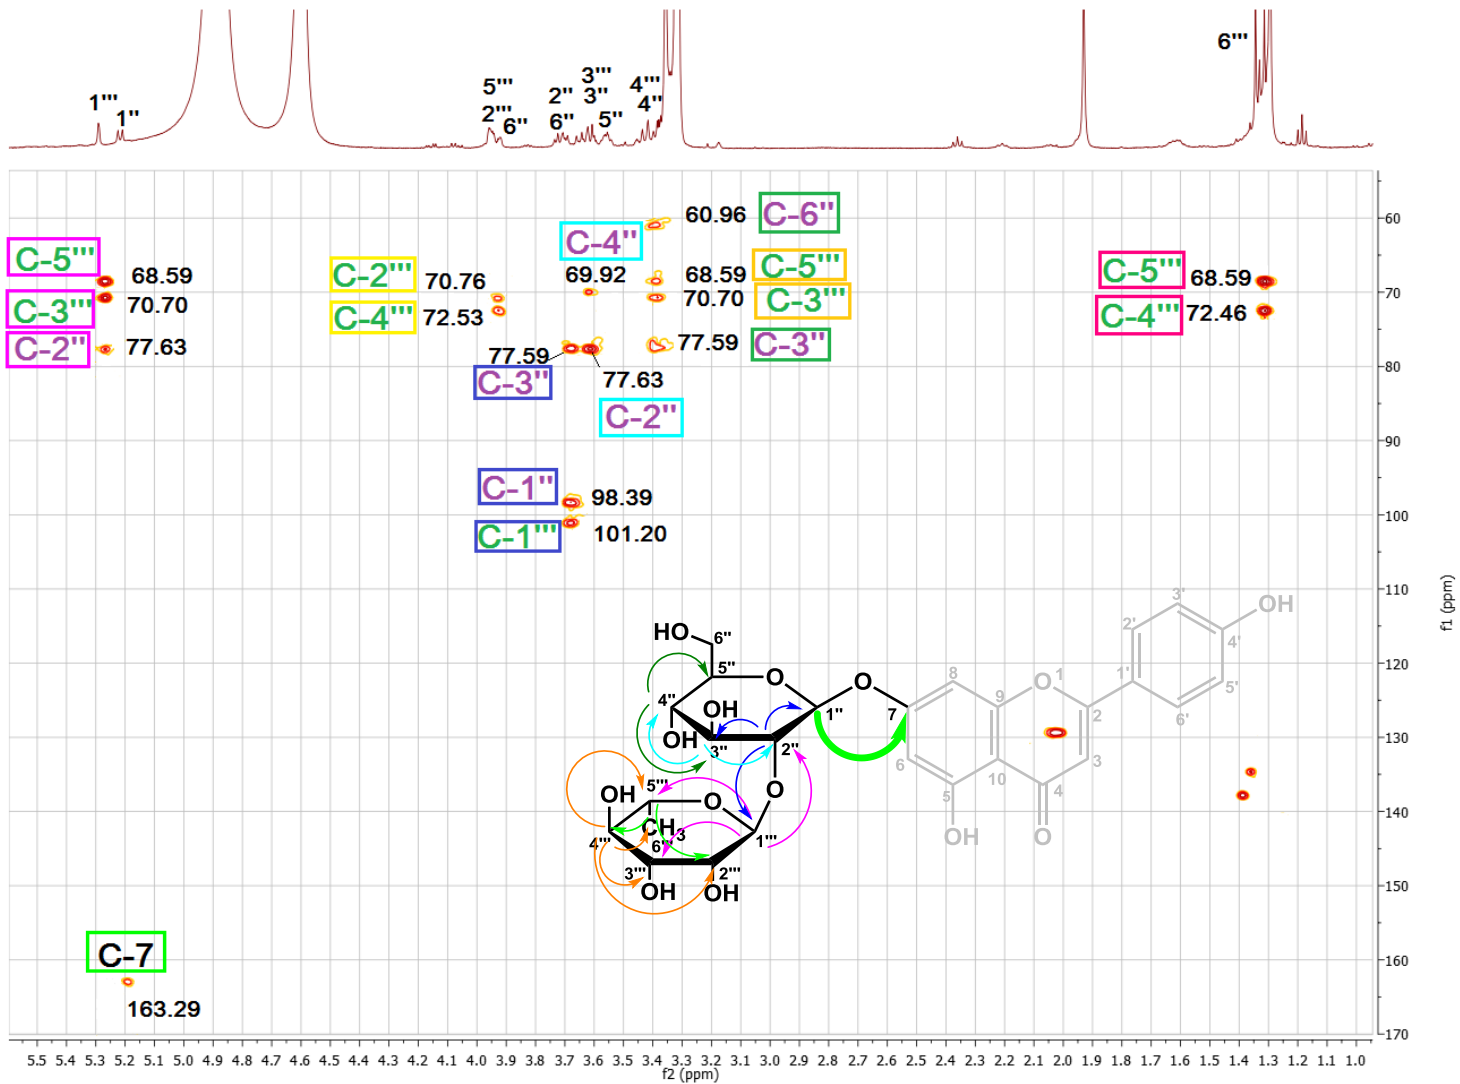 6'''
1''' 1'' 5''' 2''' 6'' 2'' 6'' 3''' 3'' 5'' 4''' 4''
C-5''' 68.59
C-3''' 70.70
C-2'' 77.63
C-2''' 70.76
C-4''' 72.53
C-4''
69.92
60.96 C-6''
68.59 C-5'''
70.70 C-3'''
77.59 C-3''
77.59
C-3''
77.63
C-2''
C-5''' 68.59
C-4''' 72.46
C-1'' 98.39
C-1''' 101.20
HO 6''
5'' O O
4'' OH 1'' 7
OH 3'' 2''
O
OH 5''' O
CH3
4''' 6''' 1'''
3''' 2'''
OH OH
8 9 O 1 2 3 4 O 10 5 OH 6
1' 2' 3' 4' OH 5' 6'
C-7
163.29
60
70
80
90
100
110
120
130
140
150
160
170
f1 (ppm)
5.5 5.4 5.3 5.2 5.1 5.0 4.9 4.8 4.7 4.6 4.5 4.4 4.3 4.2 4.1 4.0 3.9 3.8 3.7 3.6 3.5 3.4 3.3 3.2 3.1 3.0 2.9 2.8 2.7 2.6 2.5 2.4 2.3 2.2 2.1 2.0 1.9 1.8 1.7 1.6 1.5 1.4 1.3 1.2 1.1 1.0
f2 (ppm)